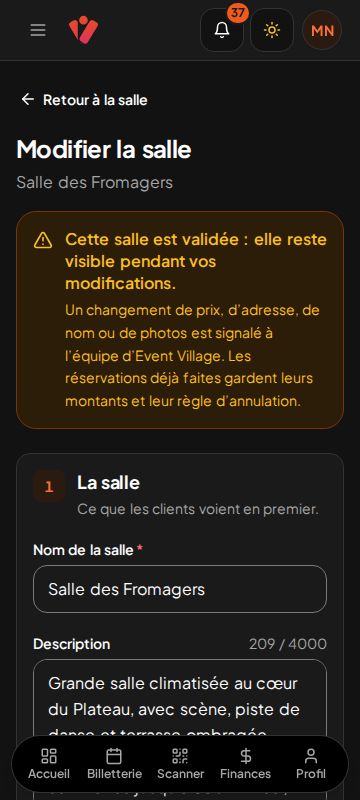 37
MN
Retour à la salle
Modifier la salle
Salle des Fromagers
Cette salle est validée : elle reste
visible pendant vos
modifications.
Un changement de prix, d’adresse, de
nom ou de photos est signalé à
l’équipe d’Event Village. Les
réservations déjà faites gardent leurs
montants et leur règle d’annulation.
1
La salle
Ce que les clients voient en premier.
Nom de la salle *
Salle des Fromagers
Description
209 / 4000
Grande salle climatisée au cœur
du Plateau, avec scène, piste de
danse et terrasse ombragée
Accueil
Billetterie
Scanner
Finances
Profil